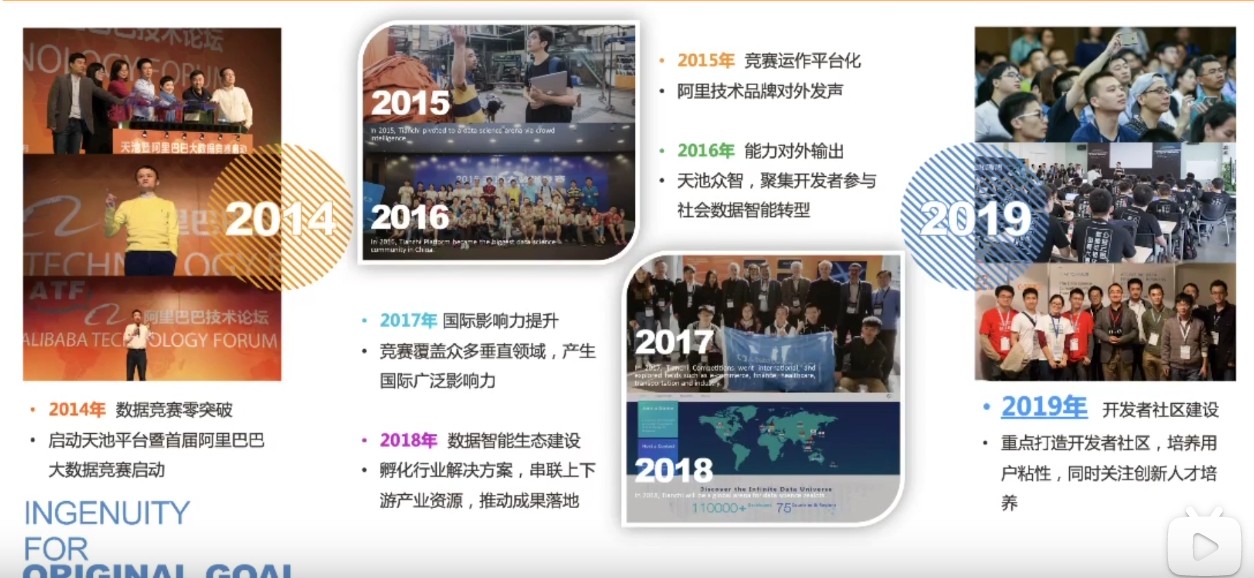 NOLOGY FORUM
天池暨阿里巴巴大数据竞赛启动
2014
ATF
阿里巴巴技术论坛
ALIBABA TECHNOLOGY FORUM
• 2014年 数据竞赛零突破
• 启动天池平台暨首届阿里巴巴
大数据竞赛启动
INGENUITY
FOR
ORIGINAL GOAL
2015
In 2015, Tianchi pivoted to a data science arena via crowd
intelligence.
2016
In 2016, Tianchi Platform became the biggest data science
community in China.
• 2015年 竞赛运作平台化
• 阿里技术品牌对外发声
• 2016年 能力对外输出
• 天池众智，聚集开发者参与
社会数据智能转型
• 2017年 国际影响力提升
• 竞赛覆盖众多垂直领域，产生
国际广泛影响力
• 2018年 数据智能生态建设
• 孵化行业解决方案，串联上下
游产业资源，推动成果落地
2017
In 2017, Tianchi Competitions went international, and
explored fields such as e-commerce, finance, healthcare,
transportation and industry.
2018
Discover the Infinite Data Universe
In 2018, Tianchi will be a global arena for data science
110000+
75
2019
• 2019年 开发者社区建设
• 重点打造开发者社区，培养用
户粘性，同时关注创新人才培
养